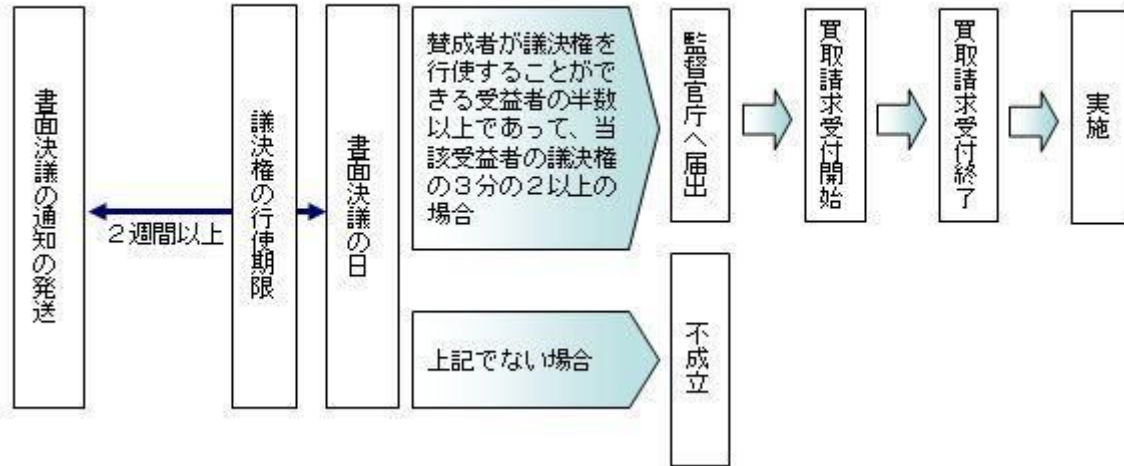 書面決議の通知の発送
２週間以上
議決権の行使期限
書面決議の日
賛成者が議決権を
行使することがで
きる受益者の半数
以上であって、当
該受益者の議決権
の３分の２以上の
場合
監督官庁へ届出
買取請求受付開始
買取請求受付終了
実施
上記でない場合
不成立